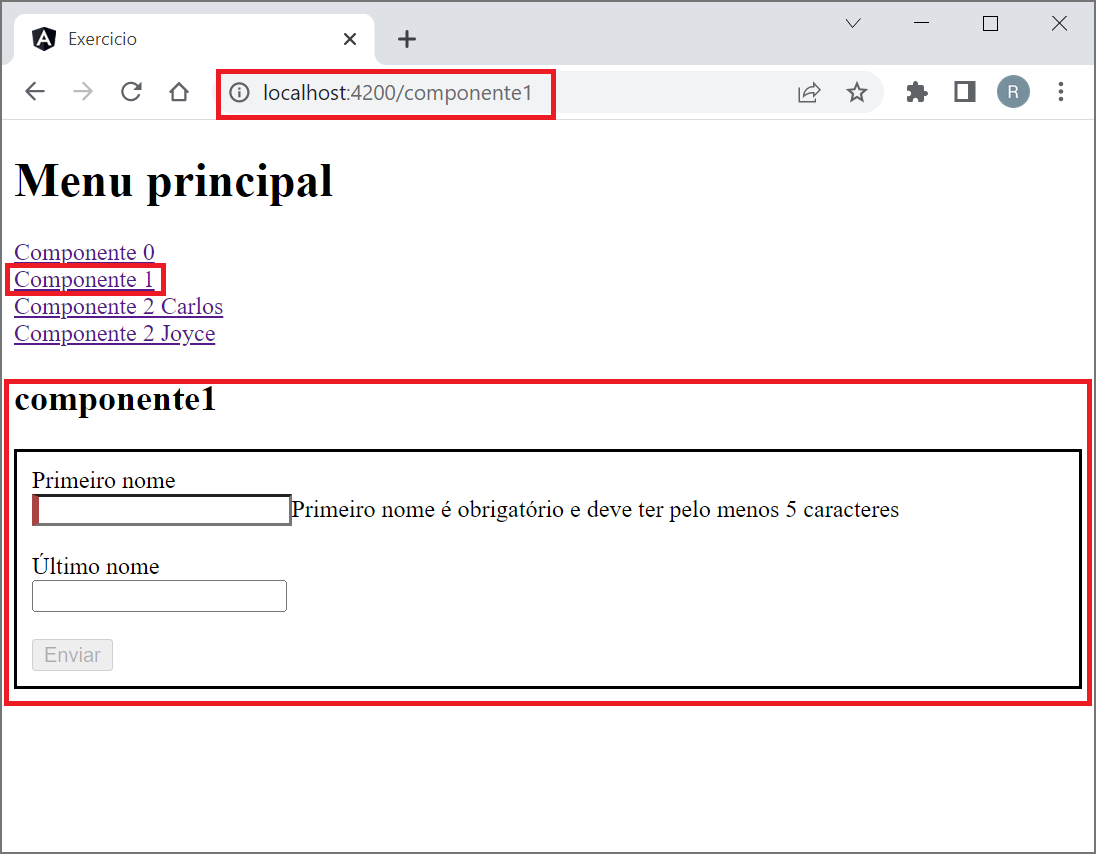 Exercicio
localhost:4200/componente1
R
Menu principal
Componente 0
Componente 1
Componente 2 Carlos
Componente 2 Joyce
componente1
Primeiro nome
Primeiro nome é obrigatório e deve ter pelo menos 5 caracteres
Último nome
Enviar